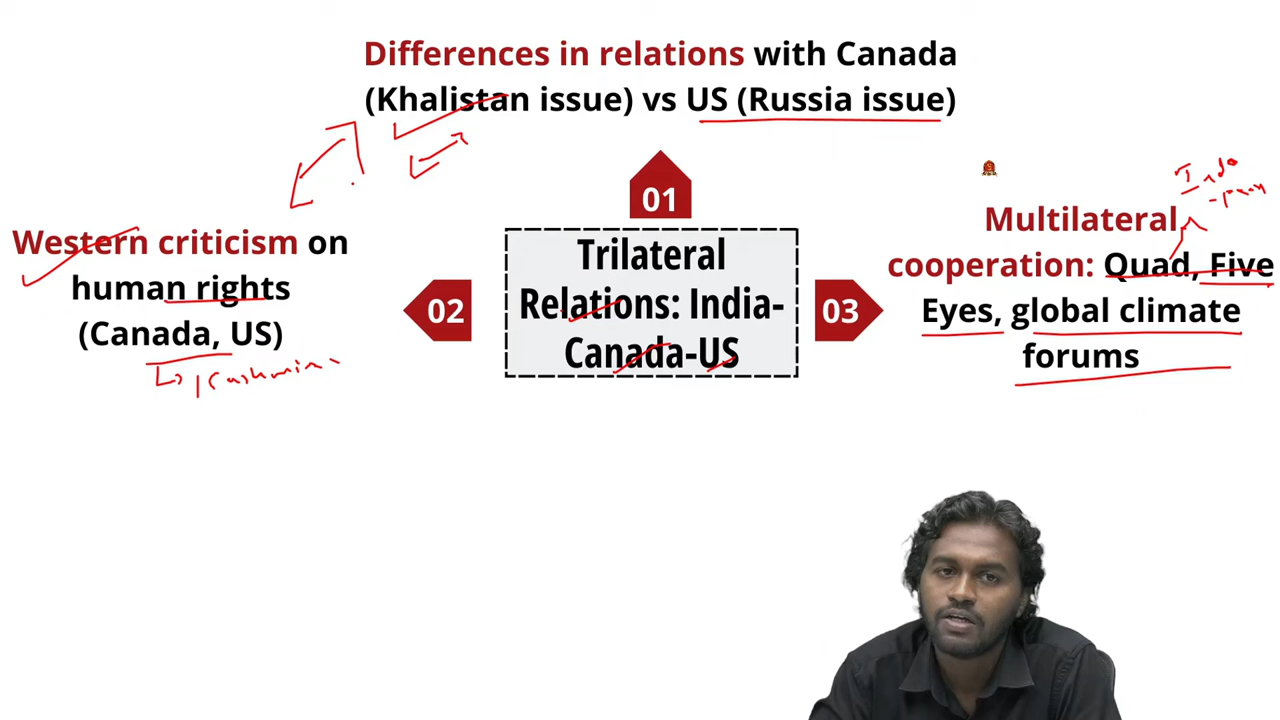 Differences in relations with Canada
(Khalistan issue) vs US (Russia issue)
01
Trilateral
Relations: India-
Canada-US
02
Western criticism on
human rights
(Canada, US)
Kashmir
03
Multilateral
cooperation: Quad, Five
Eyes, global climate
forums